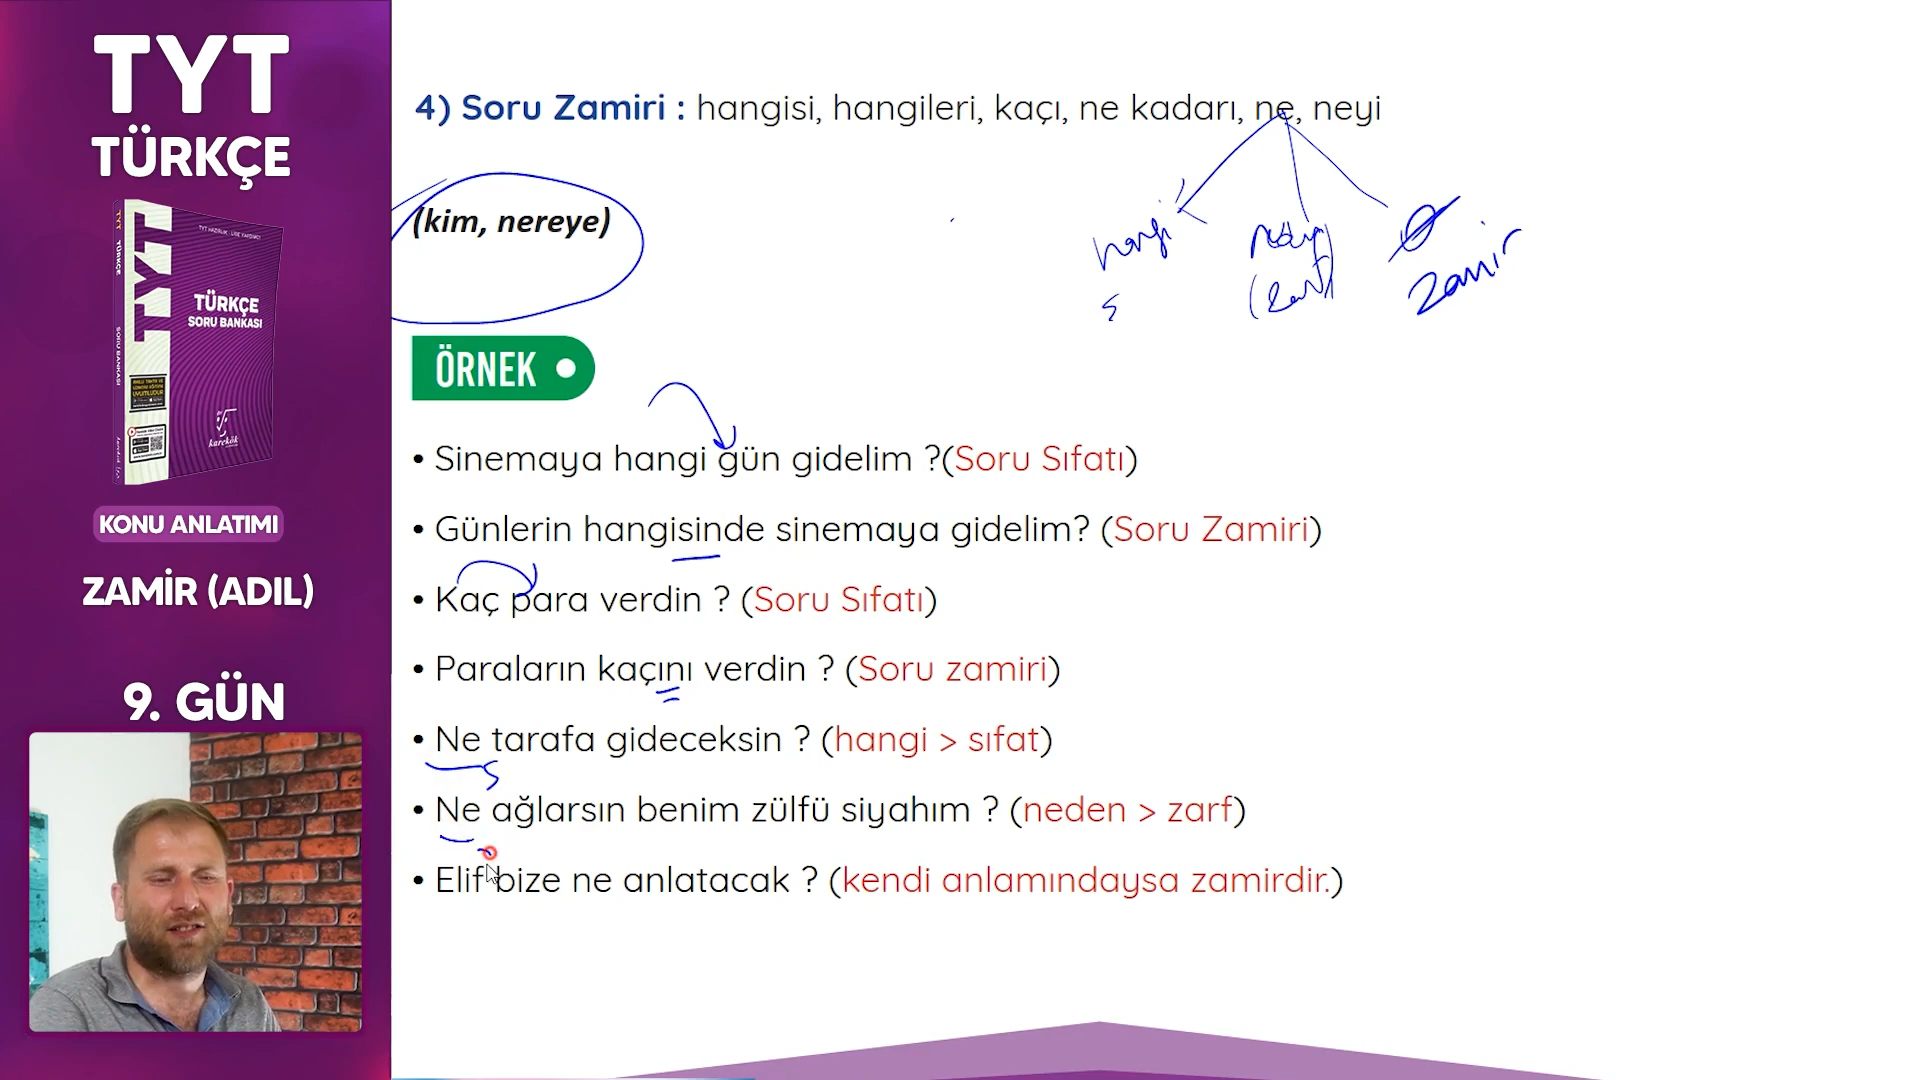 TYT
TÜRKÇE
TYT
TÜRKÇE
SORU BANKASI
karekök
KONU ANLATIMI
ZAMİR (ADIL)
9. GÜN
4) Soru Zamiri : hangisi, hangileri, kaçı, ne kadarı, ne, neyi
(kim, nereye)
hangi
zamir
ÖRNEK
• Sinemaya hangi gün gidelim ?(Soru Sıfatı)
• Günlerin hangisinde sinemaya gidelim? (Soru Zamiri)
• Kaç para verdin ? (Soru Sıfatı)
• Paraların kaçını verdin ? (Soru zamiri)
• Ne tarafa gideceksin ? (hangi > sıfat)
• Ne ağlarsın benim zülfü siyahım ? (neden > zarf)
• Elif bize ne anlatacak ? (kendi anlamındaysa zamirdir.)